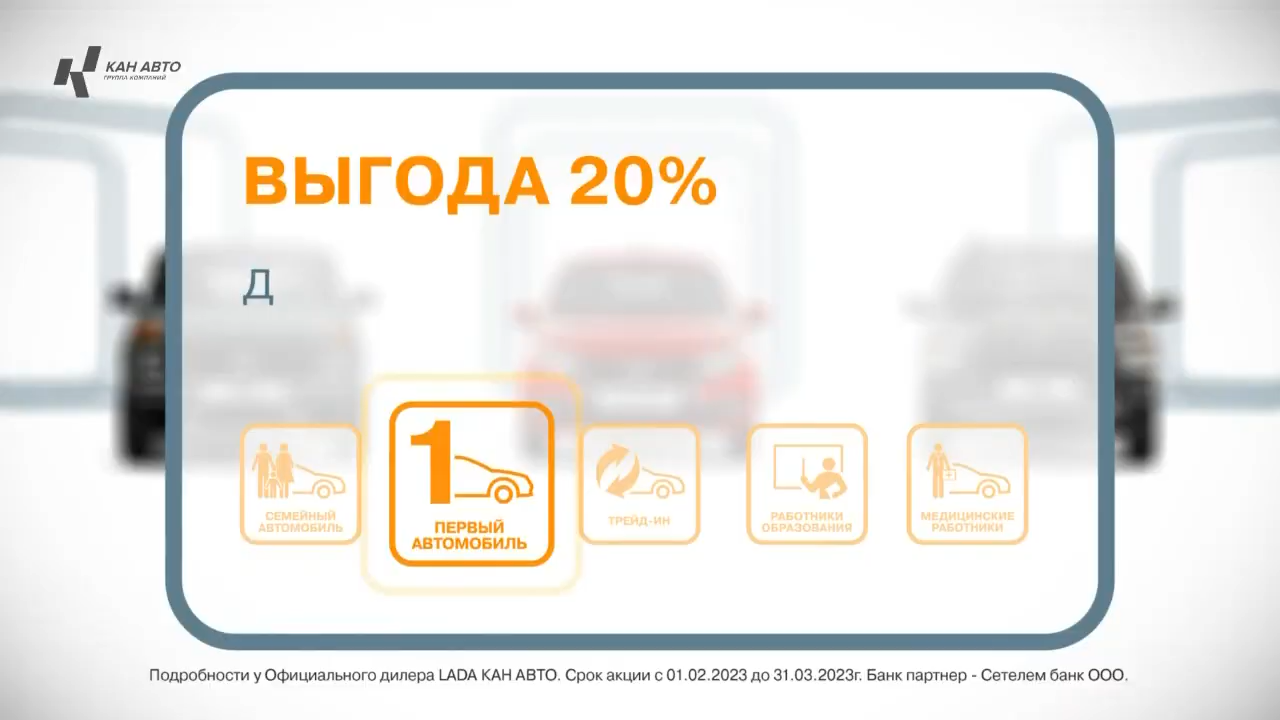 КАН АВТО
ГРУППА КОМПАНИЙ
ВЫГОДА 20%
Д
СЕМЕЙНЫЙ
АВТОМОБИЛЬ
1
ПЕРВЫЙ
АВТОМОБИЛЬ
ТРЕЙД-ИН
РАБОТНИКИ
ОБРАЗОВАНИЯ
МЕДИЦИНСКИЕ
РАБОТНИКИ
Подробности у Официального дилера LADA КАН АВТО. Срок акции с 01.02.2023 до 31.03.2023г. Банк партнер - Сетелем банк ООО.